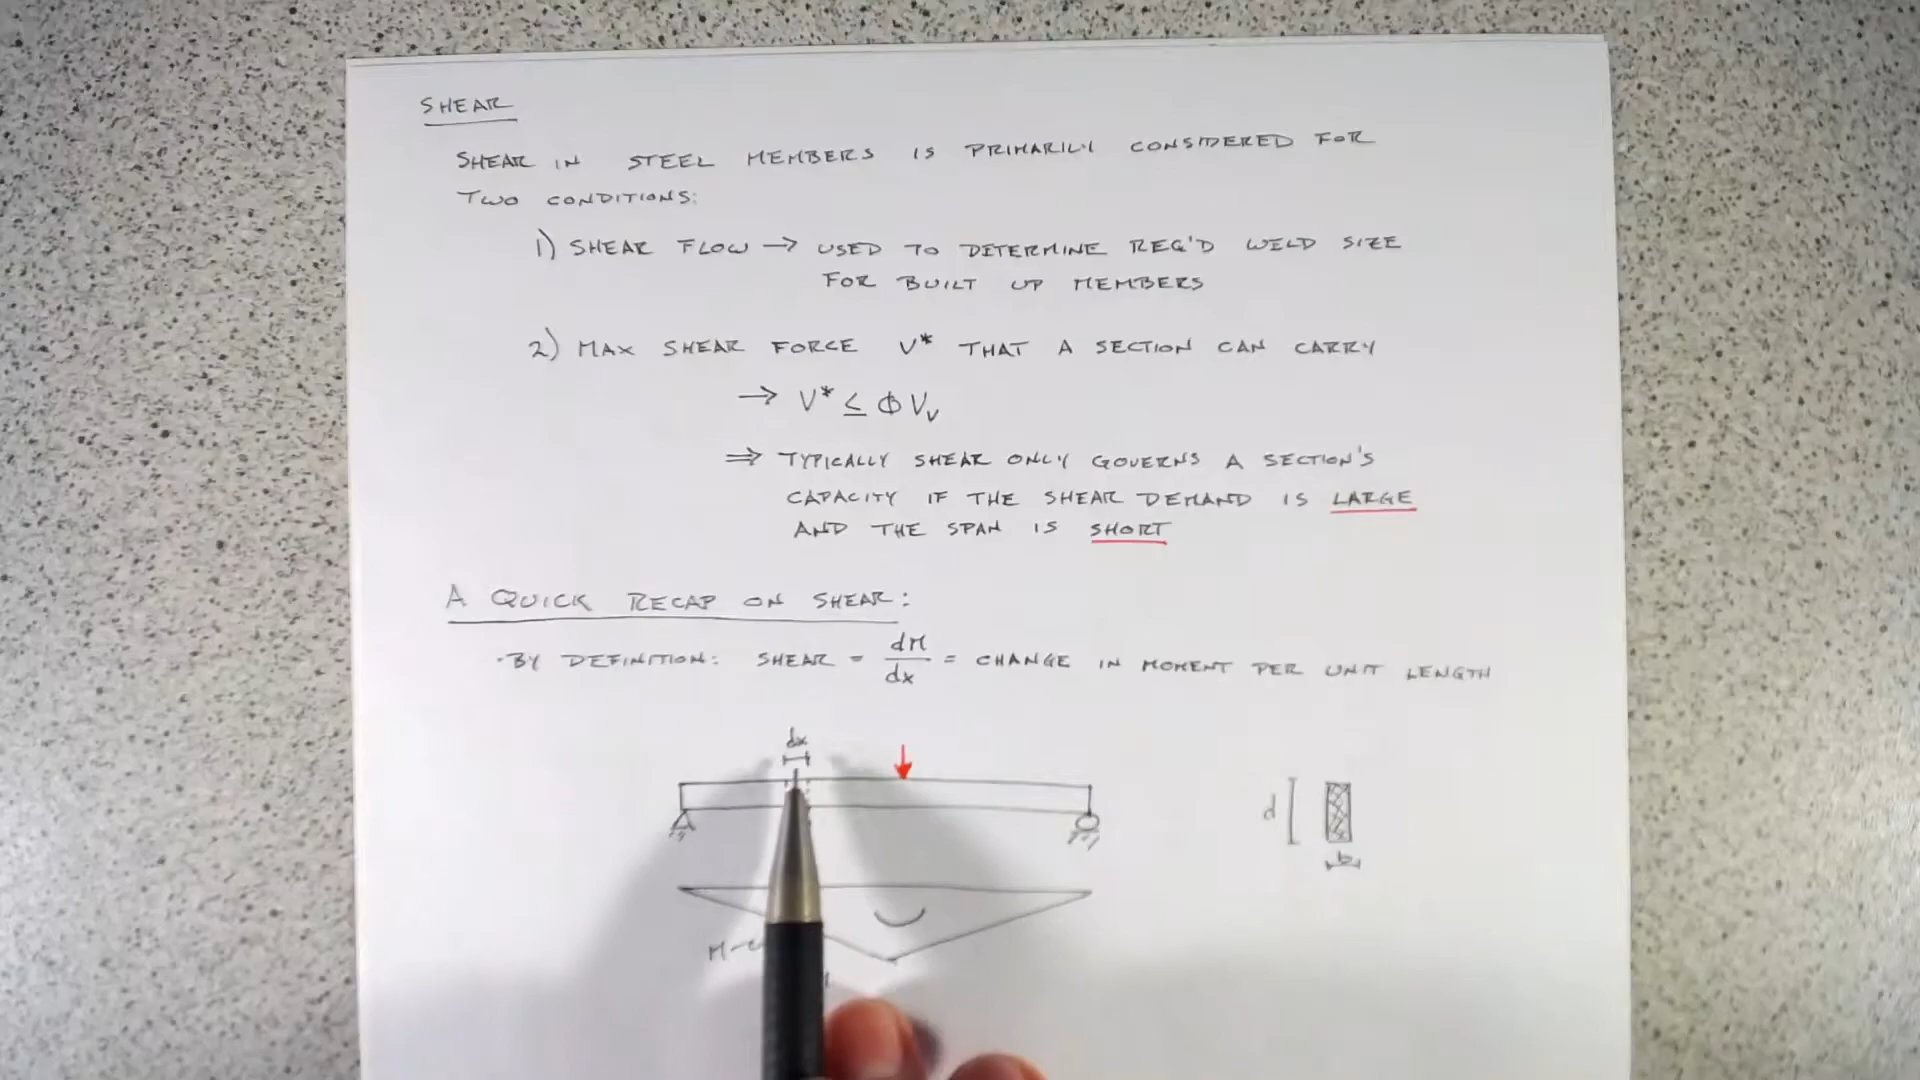 SHEAR
SHEAR IN STEEL MEMBERS IS PRIMARILY CONSIDERED FOR
TWO CONDITIONS:
1) SHEAR FLOW → USED TO DETERMINE REQ'D WELD SIZE
FOR BUILT UP MEMBERS
2) MAX SHEAR FORCE V* THAT A SECTION CAN CARRY
→ V* ≤ ΦVv
⇒ TYPICALLY SHEAR ONLY GOVERNS A SECTION'S
CAPACITY IF THE SHEAR DEMAND IS LARGE
AND THE SPAN IS SHORT
A QUICK RECAP ON SHEAR:
·BY DEFINITION: SHEAR = dM/dx = CHANGE IN MOMENT PER UNIT LENGTH
dx
d
b
M